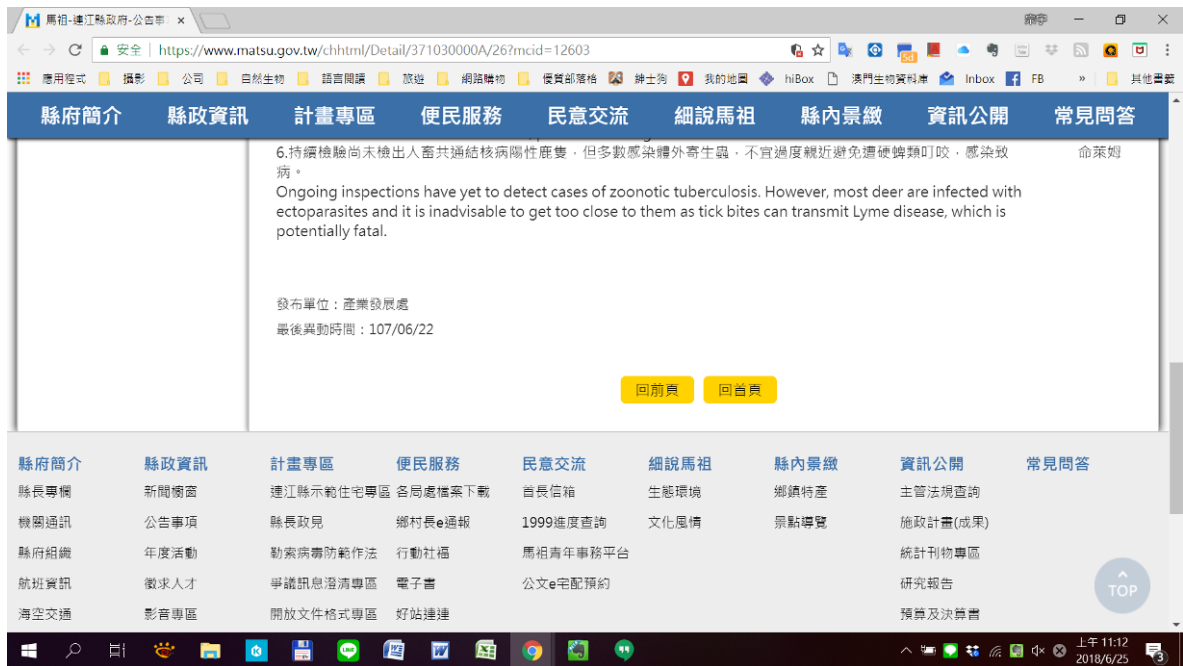 馬祖-連江縣政府-公告事
安全 | https://www.matsu.gov.tw/chhtml/Detail/371030000A/26?mcid=12603
應用程式 攝影 公司 自然生物 語言閱讀 旅遊 網路購物 優質部落格 紳士狗 我的地圖 hiBox 澳門生物資料庫 Inbox FB » 其他書籤
縣府簡介 縣政資訊 計畫專區 便民服務 民意交流 細說馬祖 縣內景緻 資訊公開 常見問答
6.持續檢驗尚未檢出人畜共通結核病陽性鹿隻，但多數感染體外寄生蟲，不宜過度親近避免遭硬蜱類叮咬，感染致
病。
命萊姆
Ongoing inspections have yet to detect cases of zoonotic tuberculosis. However, most deer are infected with
ectoparasites and it is inadvisable to get too close to them as tick bites can transmit Lyme disease, which is
potentially fatal.
發布單位：產業發展處
最後異動時間：107/06/22
回前頁 回首頁
縣府簡介 縣政資訊 計畫專區 便民服務 民意交流 細說馬祖 縣內景緻 資訊公開 常見問答
縣長專欄 新聞櫥窗 連江縣示範住宅專區 各局處檔案下載 首長信箱 生態環境 鄉鎮特產 主管法規查詢
機關通訊 公告事項 縣長政見 鄉村長e通報 1999進度查詢 文化風情 景點導覽 施政計畫(成果)
縣府組織 年度活動 勒索病毒防範作法 行動社福 馬祖青年事務平台 統計刊物專區
航班資訊 徵求人才 爭議訊息澄清專區 電子書 公文e宅配預約 研究報告
TOP
海空交通 影音專區 開放文件格式專區 好站連連 預算及決算書
上午 11:12
2018/6/25
3